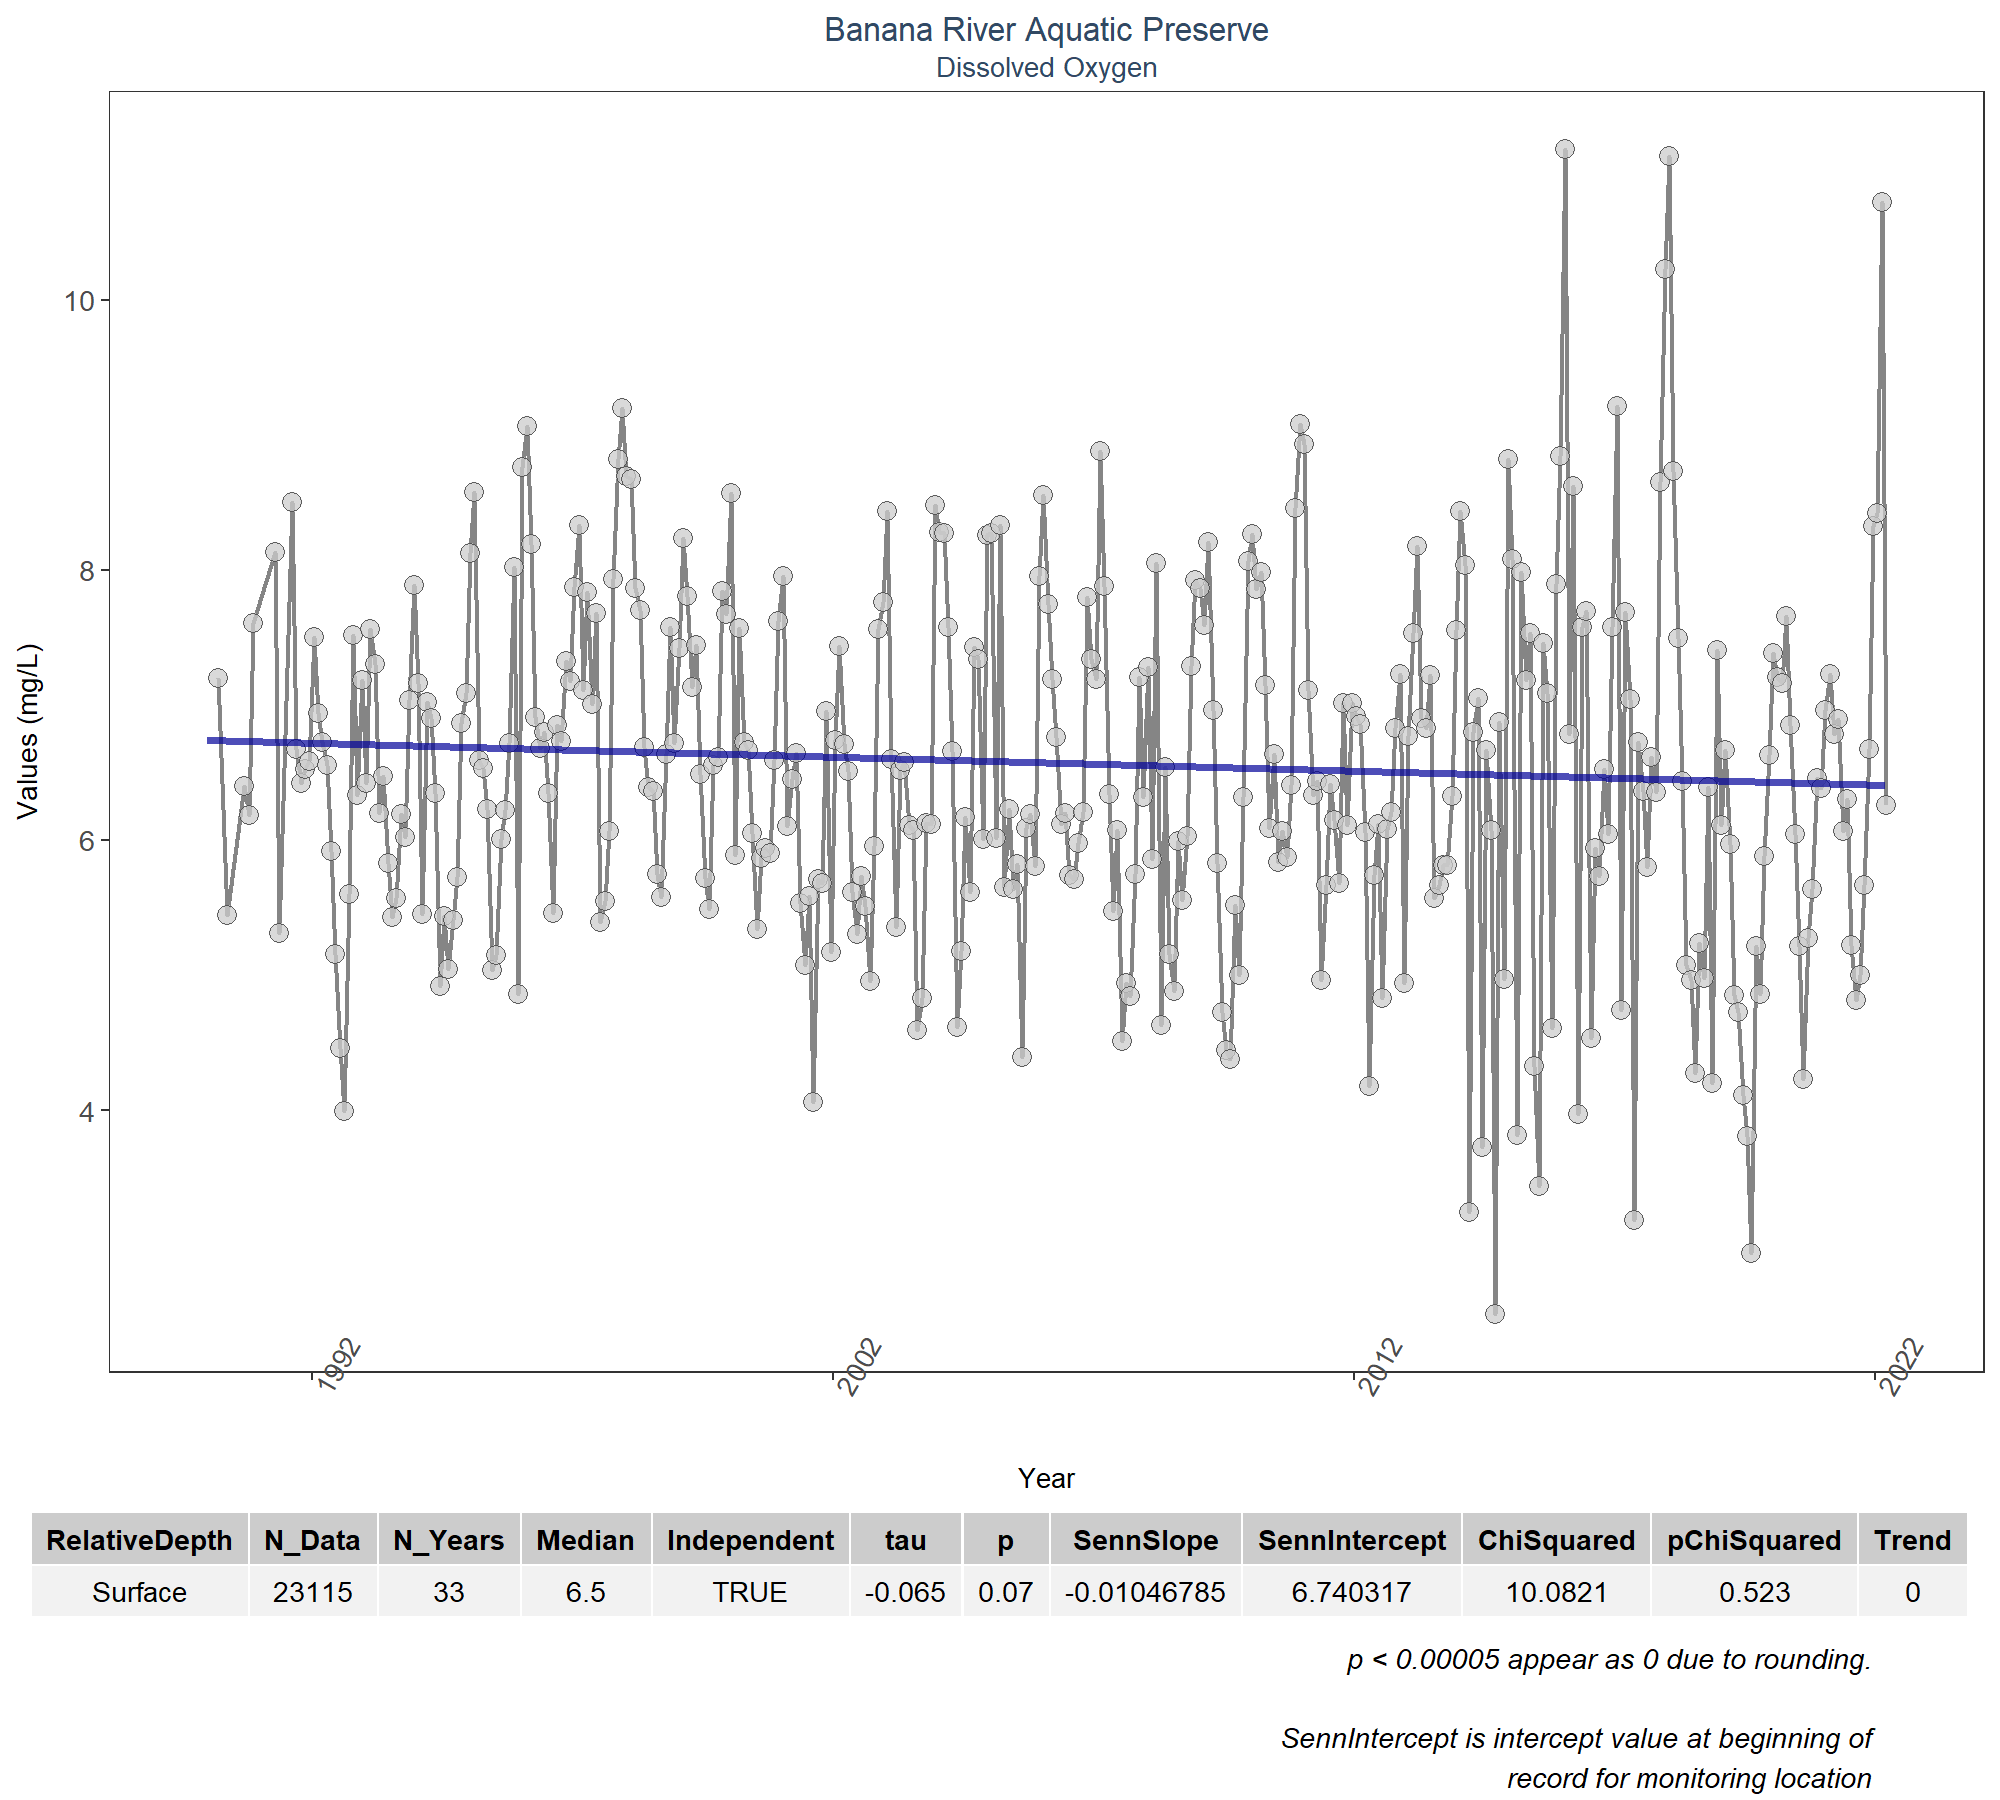 Banana River Aquatic Preserve
Dissolved Oxygen
Values (mg/L)
10
8
6
4
1992
2002
2012
2022
Year
RelativeDepth N_Data N_Years Median Independent tau p SennSlope SennIntercept ChiSquared pChiSquared Trend
Surface 23115 33 6.5 TRUE -0.065 0.07 -0.01046785 6.740317 10.0821 0.523 0
p < 0.00005 appear as 0 due to rounding.
SennIntercept is intercept value at beginning of
record for monitoring location